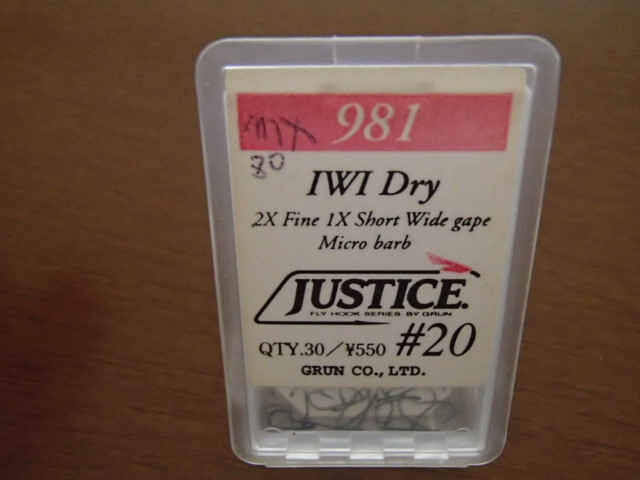 981
80
IWI Dry
2X Fine 1X Short Wide gape
Micro barb
JUSTICE.
FLY HOOK SERIES BY GRUN
QTY.30/¥550 #20
GRUN CO., LTD.